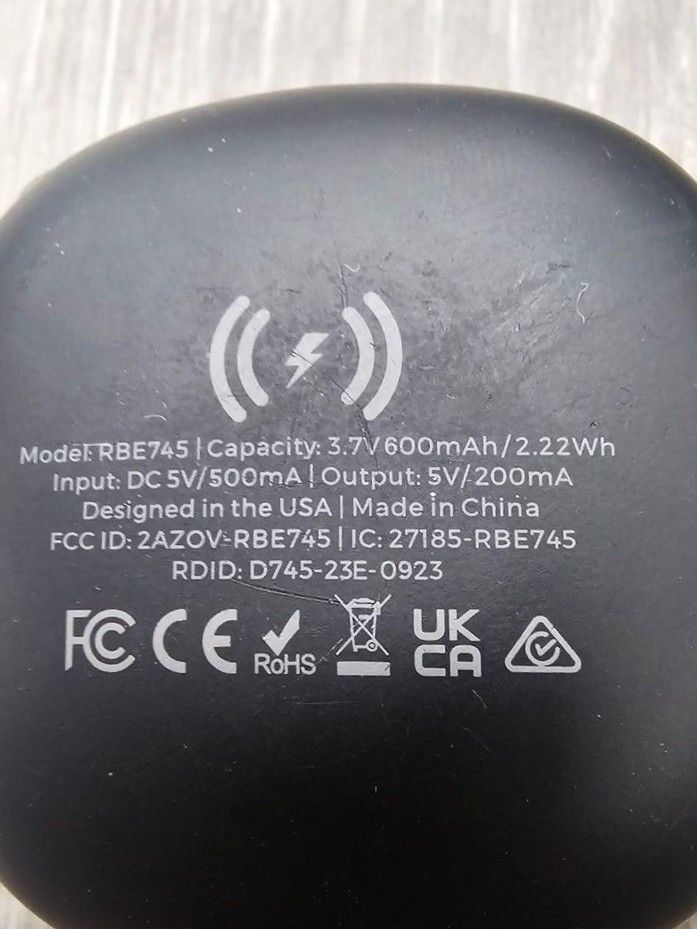 Model: RBE745 | Capacity: 3.7V 600mAh/2.22Wh
Input: DC 5V/500mA | Output: 5V/200mA
Designed in the USA | Made in China
FCC ID: 2AZOV-RBE745 | IC: 27185-RBE745
RDID: D745-23E-0923
FC CE RoHS UK CA